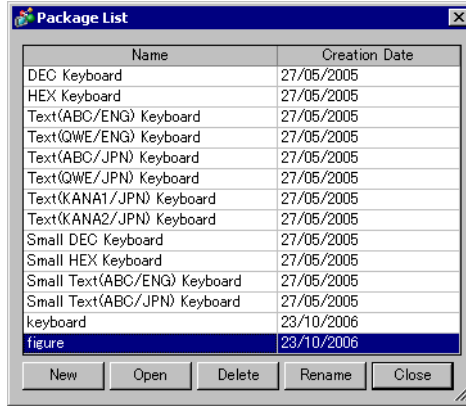 Package List
Name Creation Date
DEC Keyboard 27/05/2005
HEX Keyboard 27/05/2005
Text(ABC/ENG) Keyboard 27/05/2005
Text(QWE/ENG) Keyboard 27/05/2005
Text(ABC/JPN) Keyboard 27/05/2005
Text(QWE/JPN) Keyboard 27/05/2005
Text(KANA1/JPN) Keyboard 27/05/2005
Text(KANA2/JPN) Keyboard 27/05/2005
Small DEC Keyboard 27/05/2005
Small HEX Keyboard 27/05/2005
Small Text(ABC/ENG) Keyboard 27/05/2005
Small Text(ABC/JPN) Keyboard 27/05/2005
keyboard 23/10/2006
figure 23/10/2006
New Open Delete Rename Close